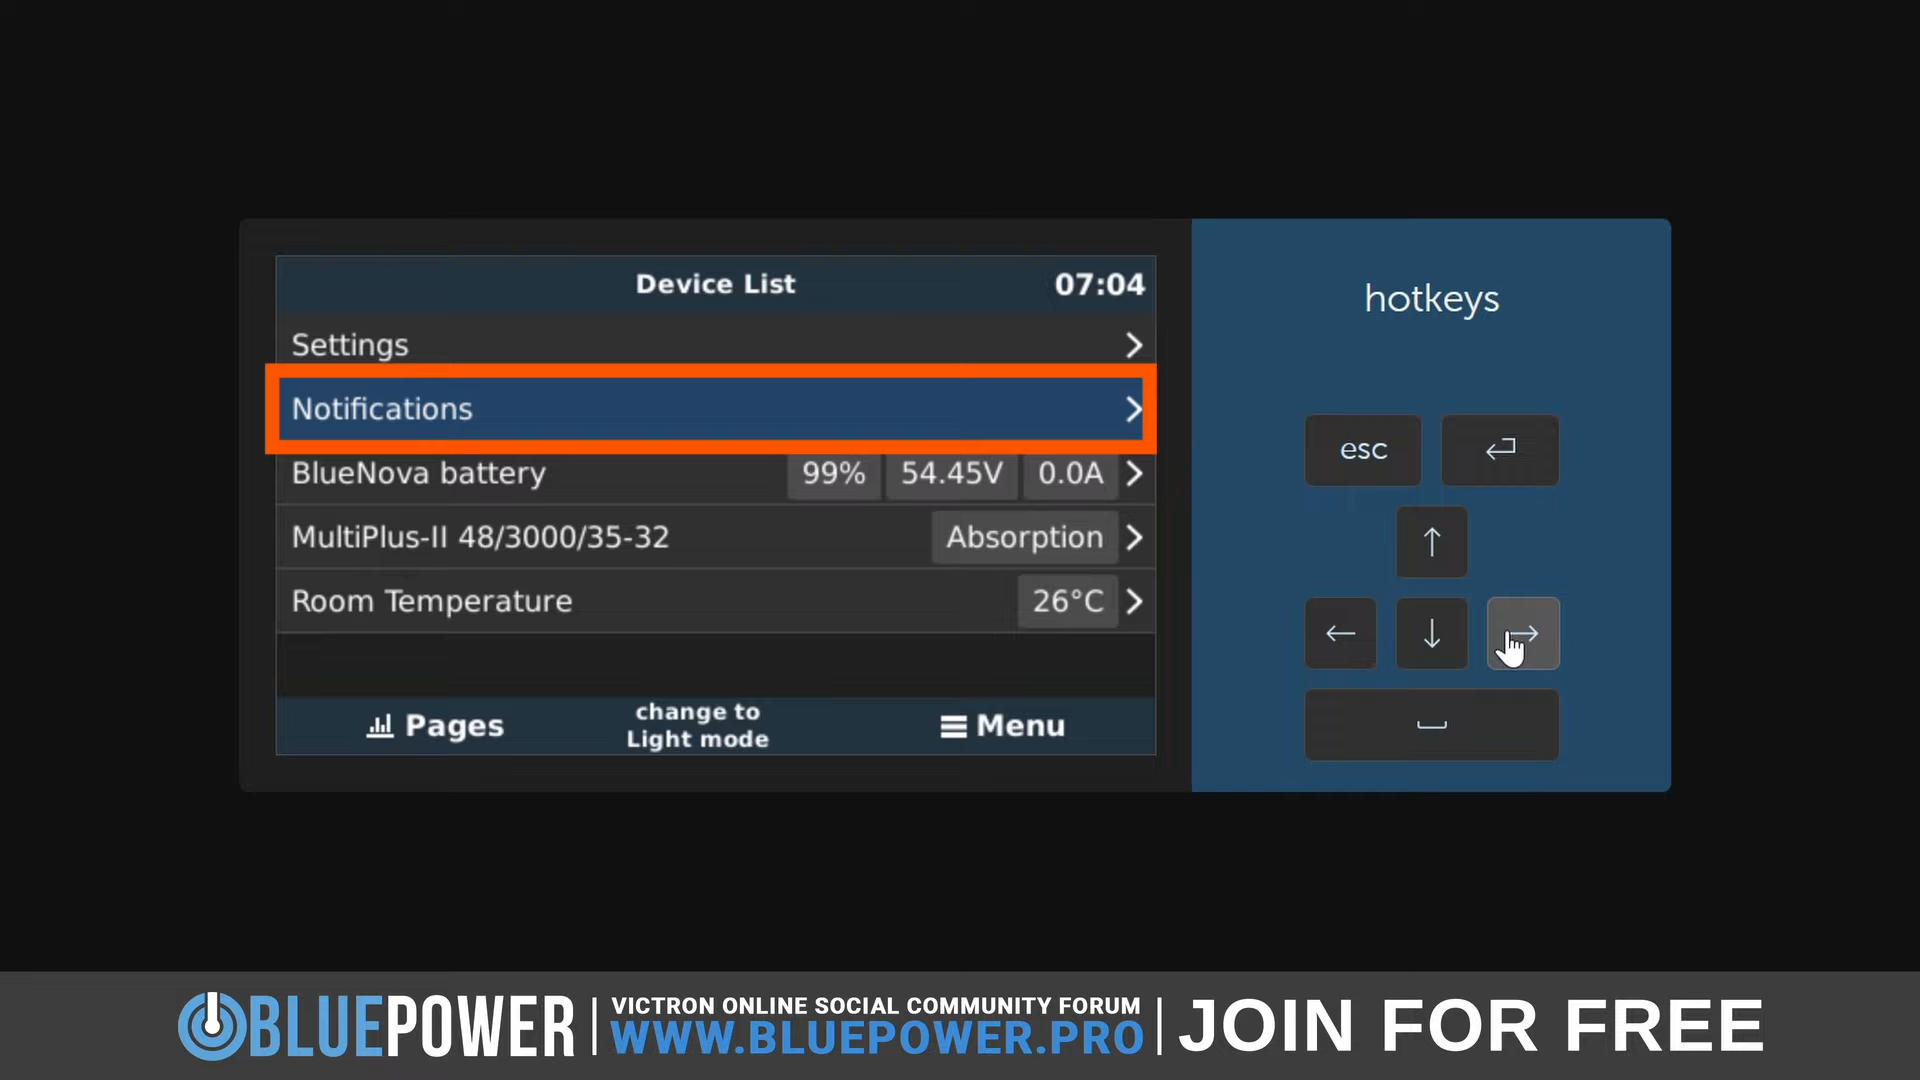 Device List 07:04
Settings
Notifications
BlueNova battery 99% 54.45V 0.0A
MultiPlus-II 48/3000/35-32 Absorption
Room Temperature 26°C
Pages change to Light mode Menu
hotkeys
esc
BLUEPOWER
VICTRON ONLINE SOCIAL COMMUNITY FORUM
WWW.BLUEPOWER.PRO
JOIN FOR FREE